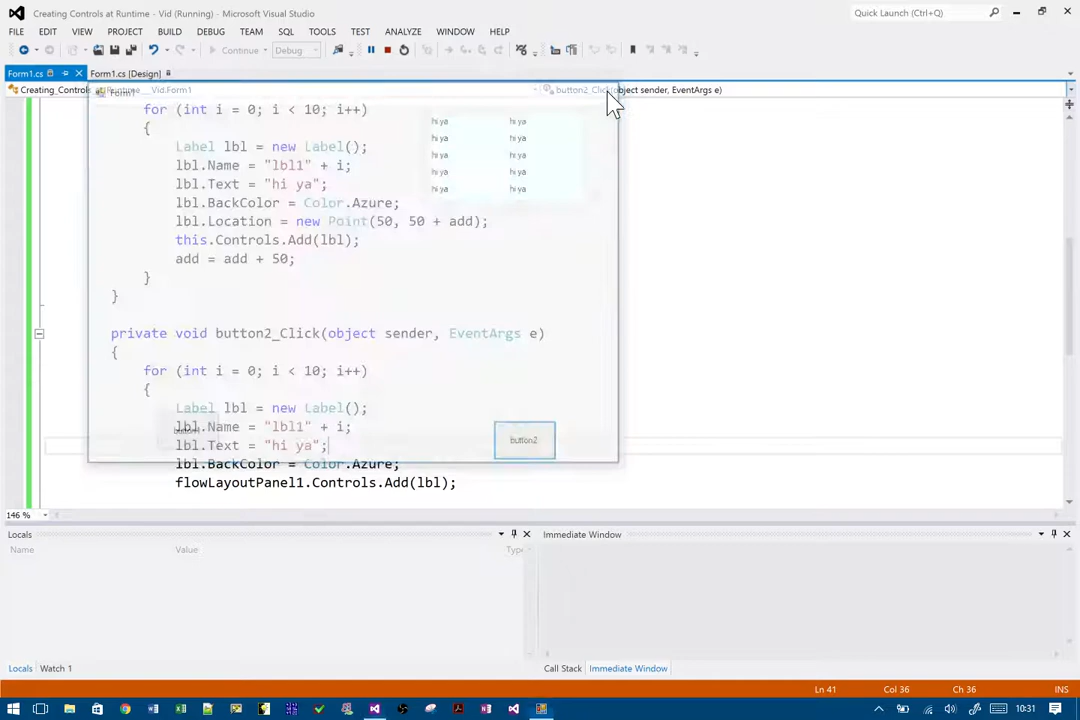 Creating Controls at Runtime - Vid (Running) - Microsoft Visual Studio
Quick Launch (Ctrl+Q)
FILE EDIT VIEW PROJECT BUILD DEBUG TEAM SQL TOOLS TEST ANALYZE WINDOW HELP
Continue Debug
Form1.cs Form1.cs [Design]
Creating_Controls_at_Runtime___Vid.Form1 button2_Click(object sender, EventArgs e)
Form1
for (int i = 0; i < 10; i++)
{
Label lbl = new Label();
lbl.Name = "lbl1" + i;
lbl.Text = "hi ya";
lbl.BackColor = Color.Azure;
lbl.Location = new Point(50, 50 + add);
this.Controls.Add(lbl);
add = add + 50;
}
}
hi ya hi ya
hi ya hi ya
hi ya hi ya
hi ya hi ya
hi ya hi ya
private void button2_Click(object sender, EventArgs e)
{
for (int i = 0; i < 10; i++)
{
Label lbl = new Label();
lbl.Name = "lbl1" + i;
lbl.Text = "hi ya";
lbl.BackColor = Color.Azure;
flowLayoutPanel1.Controls.Add(lbl);
button2
146 %
Locals
Name Value Type
Immediate Window
Locals Watch 1
Call Stack Immediate Window
Ln 41 Col 36 Ch 36 INS
10:31